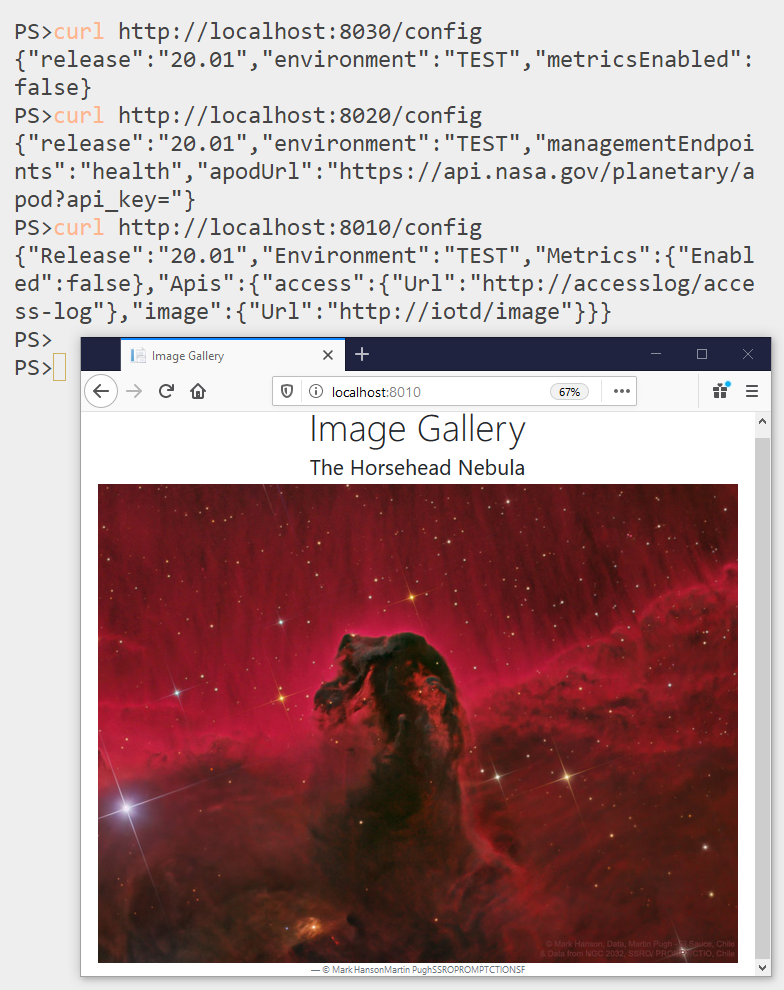 PS>curl http://localhost:8030/config
{"release":"20.01","environment":"TEST","metricsEnabled":
false}
PS>curl http://localhost:8020/config
{"release":"20.01","environment":"TEST","managementEndpoi
nts":"health","apodUrl":"https://api.nasa.gov/planetary/a
pod?api_key="}
PS>curl http://localhost:8010/config
{"Release":"20.01","Environment":"TEST","Metrics":{"Enabl
ed":false},"Apis":{"access":{"Url":"http://accesslog/acce
ss-log"},"image":{"Url":"http://iotd/image"}}}
PS>
PS>
Image Gallery
localhost:8010
67%
Image Gallery
The Horsehead Nebula
© Mark Hanson, Data, Martin Pugh - Sauce, Chile
& Data from NGC 2032, SSRO/ PROMPT/CTIO, Chile
— © Mark HansonMartin PughSSROPROMPTCTIONSF